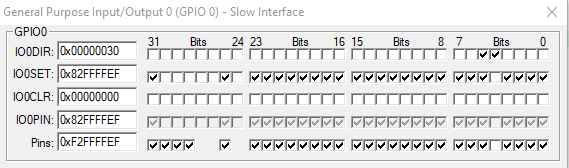 General Purpose Input/Output 0 (GPIO 0) - Slow Interface
GPIO0
31 Bits 24 23 Bits 16 15 Bits 8 7 Bits 0
IO0DIR: 0x00000030
IO0SET: 0x82FFFFEF
IO0CLR: 0x00000000
IO0PIN: 0x82FFFFEF
Pins: 0xF2FFFFEF